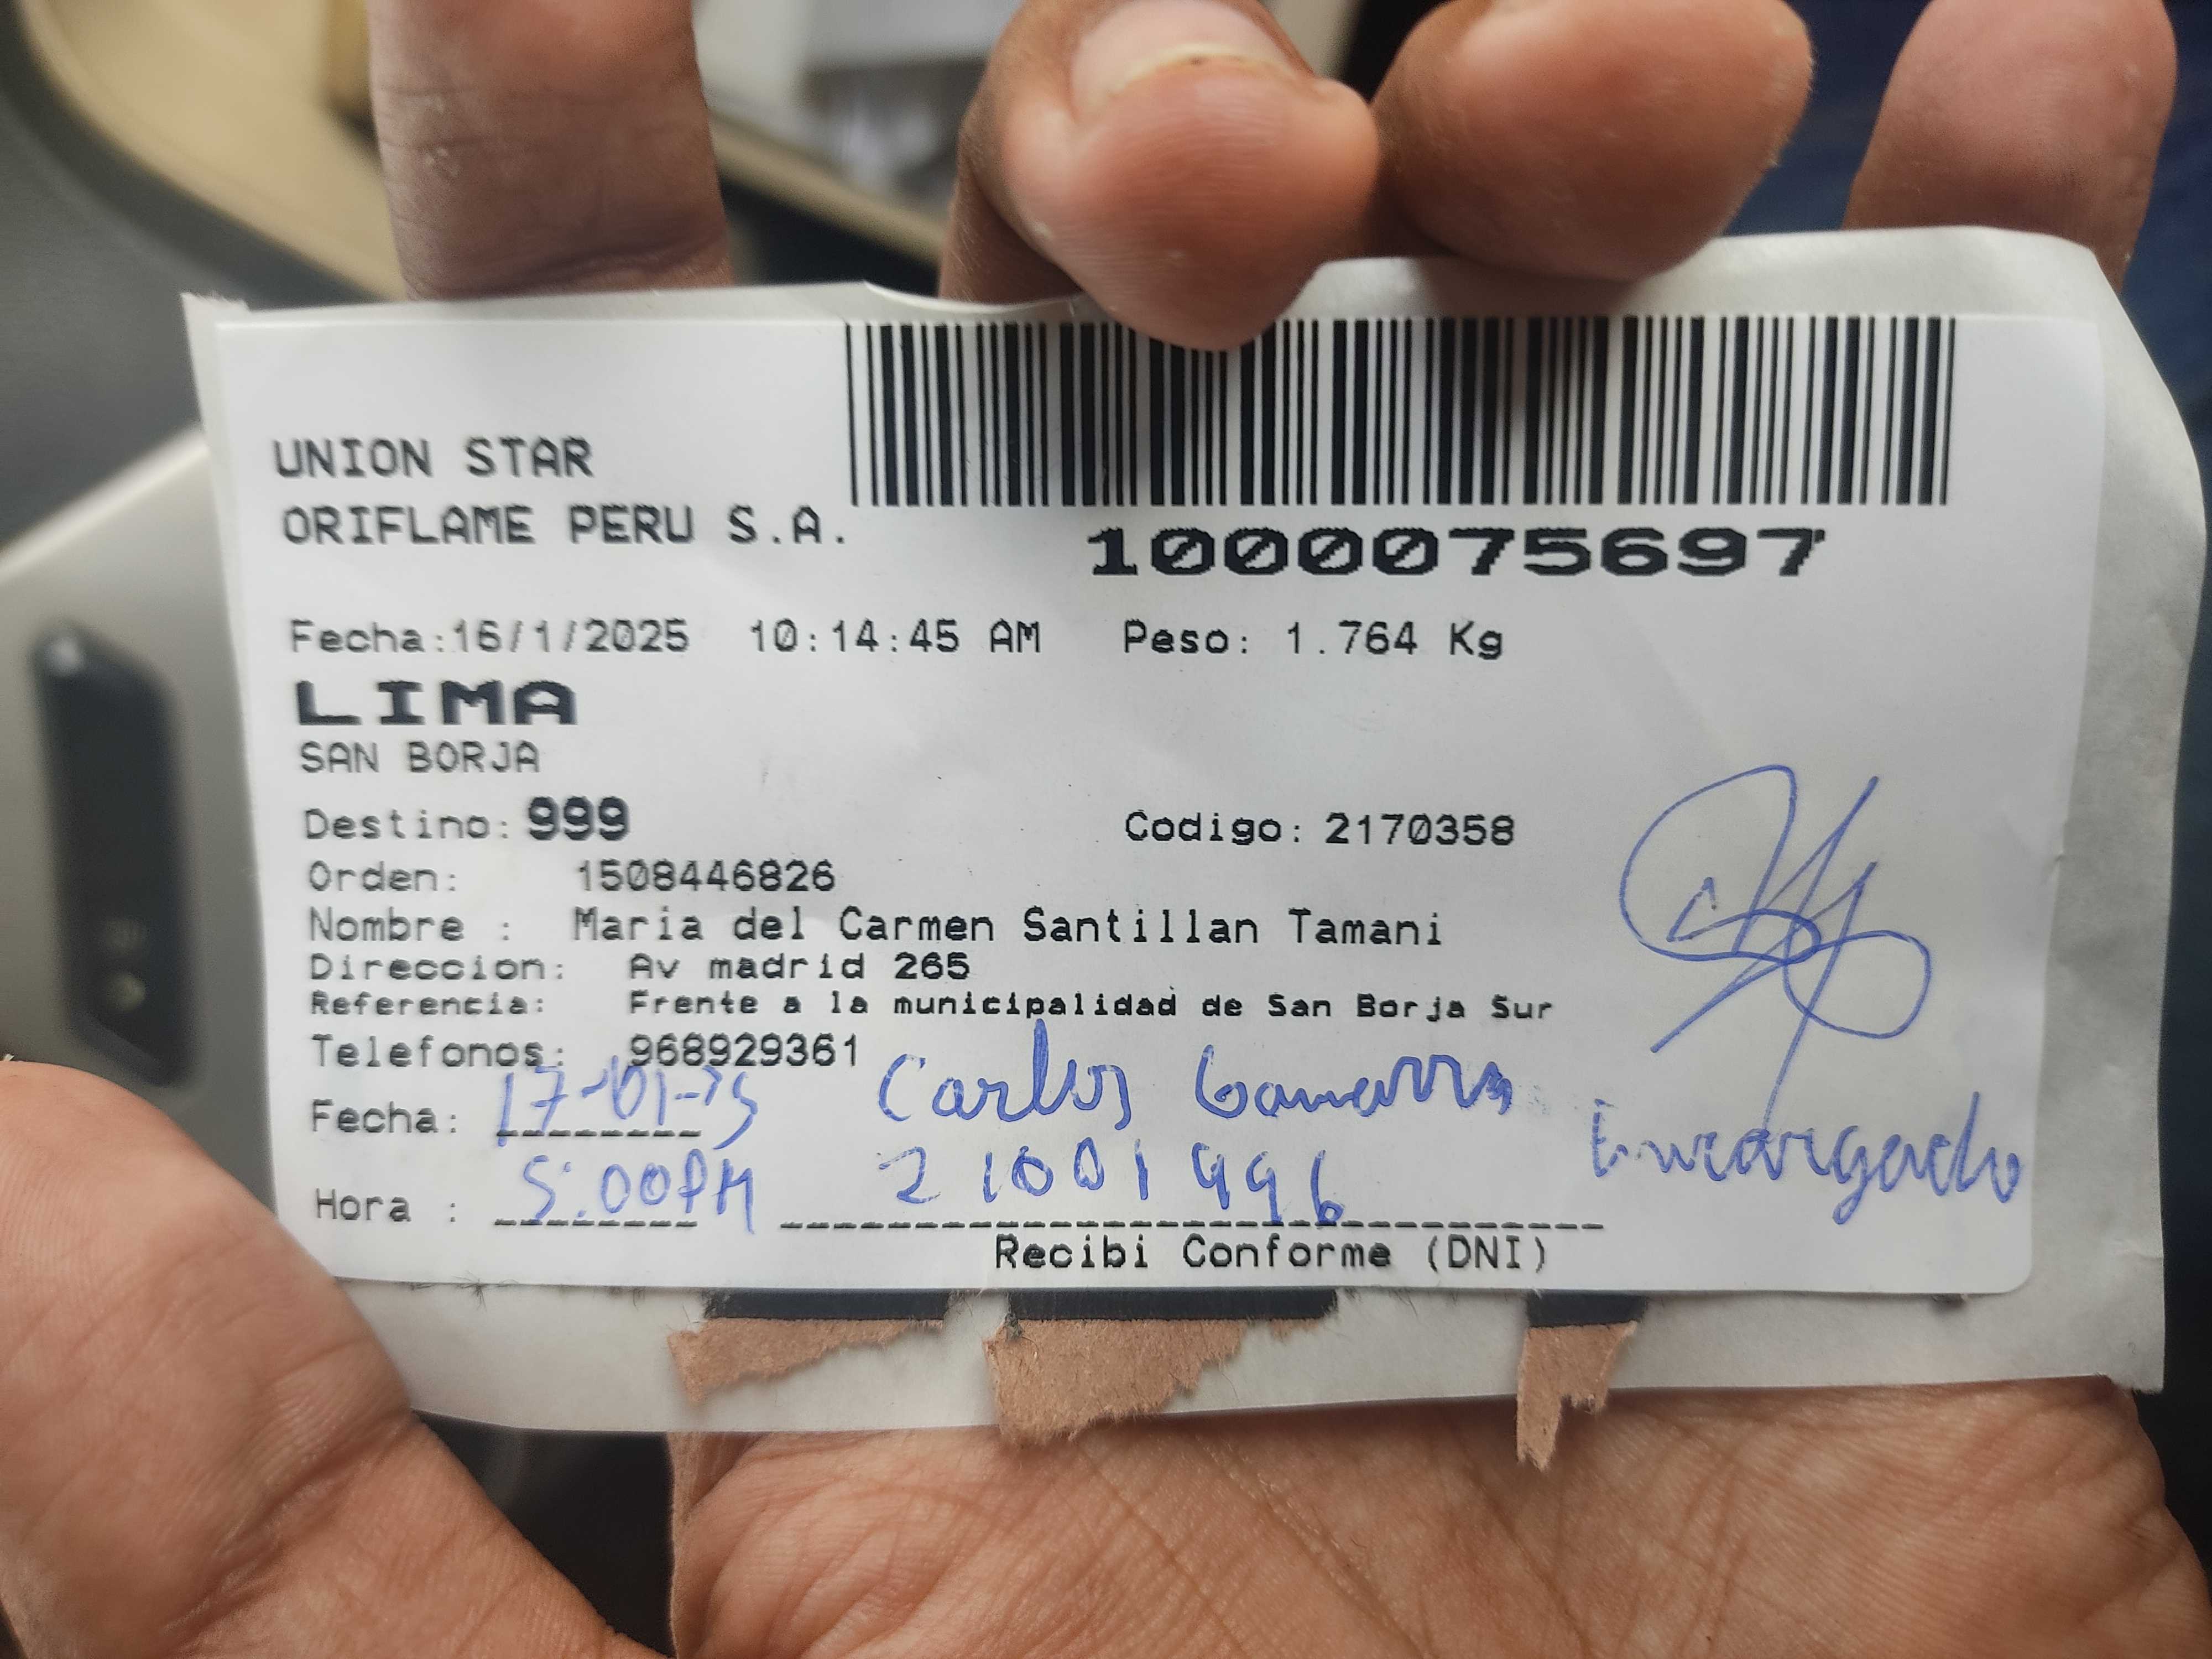 UNION STAR
ORIFLAME PERU S.A.
1000075697
Fecha:16/1/2025 10:14:45 AM Peso: 1.764 Kg
LIMA
SAN BORJA
Destino: 999 Codigo: 2170358
Orden: 1508446826
Nombre : Maria del Carmen Santillan Tamani
Direccion: Av madrid 265
Referencia: Frente a la municipalidad de San Borja Sur
Telefonos: 968929361
Fecha: 17-01-25 Carlos Gamarra
Encargado
Hora : 5:00PM 21001996
Recibi Conforme (DNI)